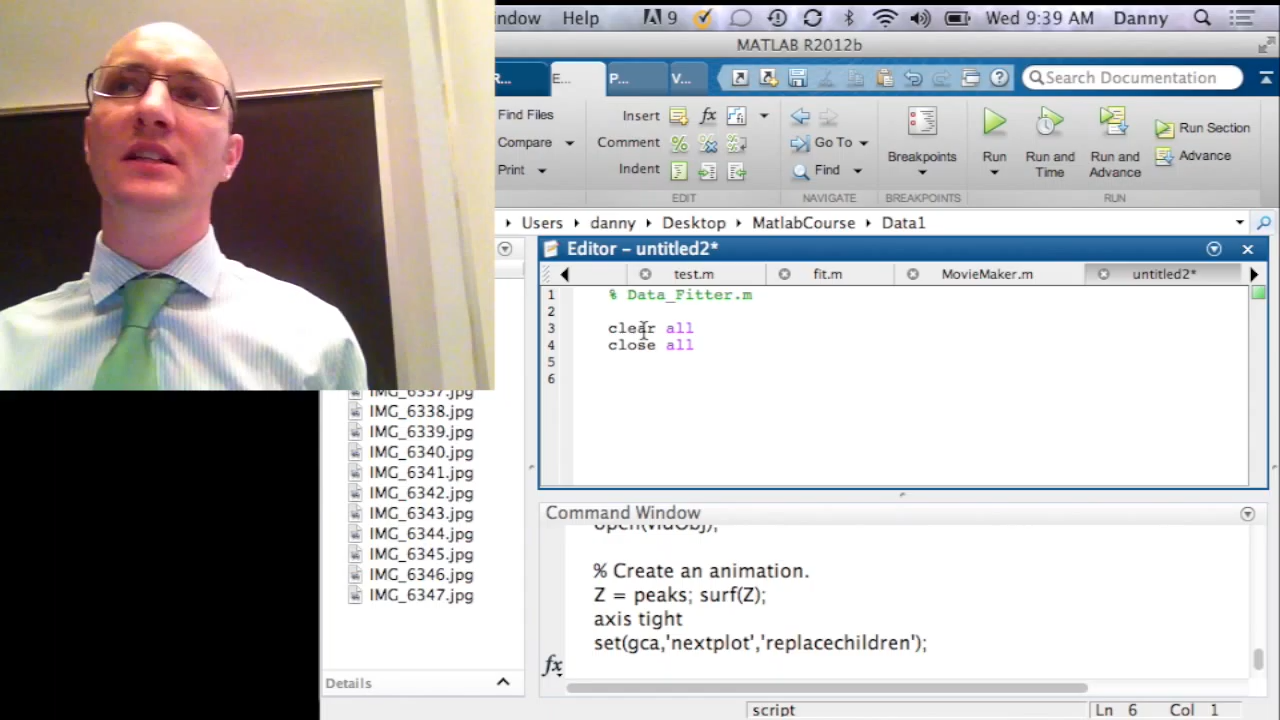 indow Help 9 Wed 9:39 AM Danny
MATLAB R2012b
R... E... P... V... Search Documentation
Find Files Insert fx
Compare Comment % Go To Breakpoints Run Run and Time Run and Advance Run Section
Print Indent Find Advance
EDIT NAVIGATE BREAKPOINTS RUN
Users danny Desktop MatlabCourse Data1
Editor – untitled2*
test.m fit.m MovieMaker.m untitled2*
1 % Data_Fitter.m
2
3 clear all
4 close all
5
6
IMG_6337.jpg
IMG_6338.jpg
IMG_6339.jpg
IMG_6340.jpg
IMG_6341.jpg
IMG_6342.jpg
IMG_6343.jpg
IMG_6344.jpg
IMG_6345.jpg
IMG_6346.jpg
IMG_6347.jpg
Details
Command Window
open(vidObj);
% Create an animation.
Z = peaks; surf(Z);
axis tight
set(gca,'nextplot','replacechildren');
fx
script Ln 6 Col 1